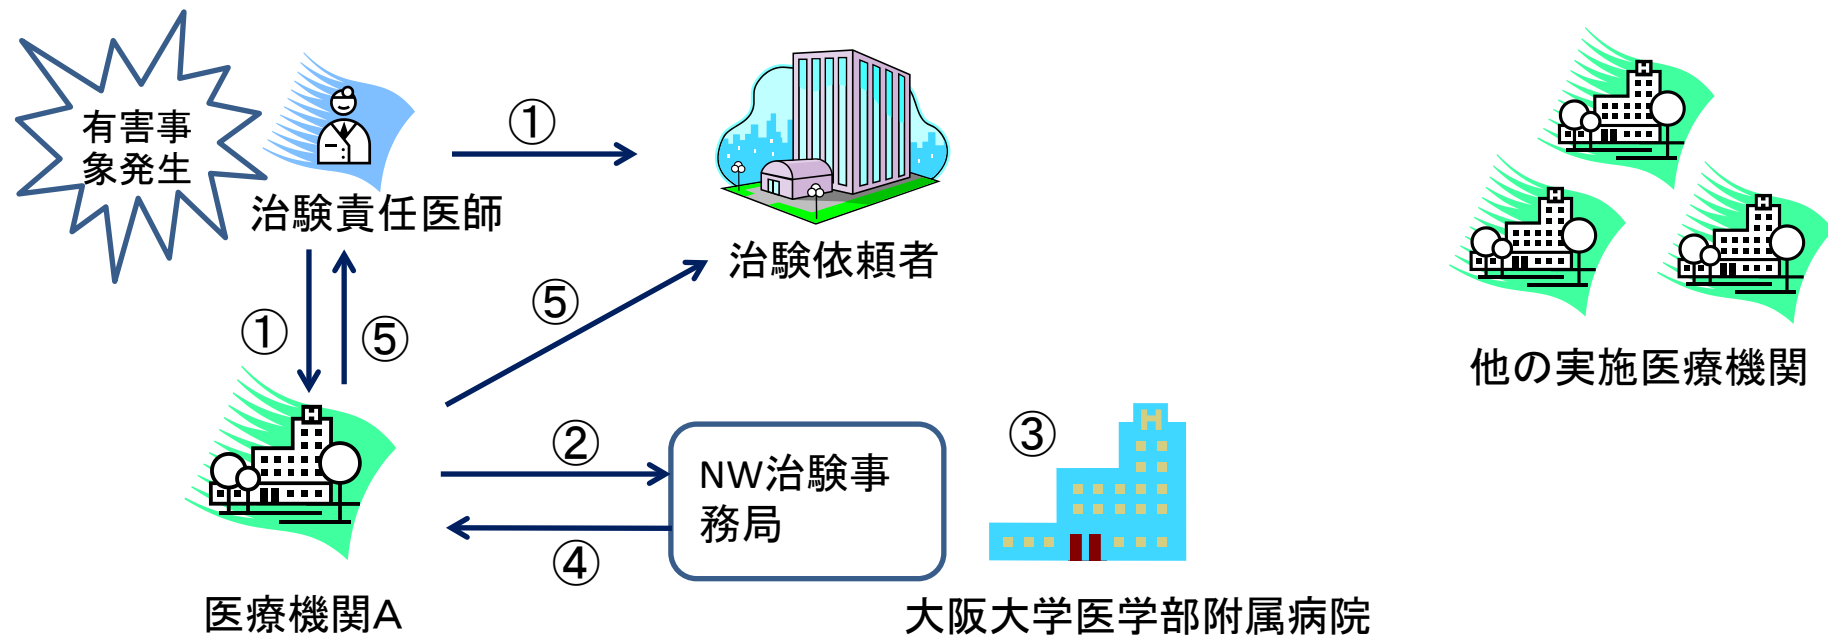 有害事
象発生
治験責任医師
①
治験依頼者
①
⑤
⑤
他の実施医療機関
②
NW治験事
務局
③
④
医療機関A
大阪大学医学部附属病院